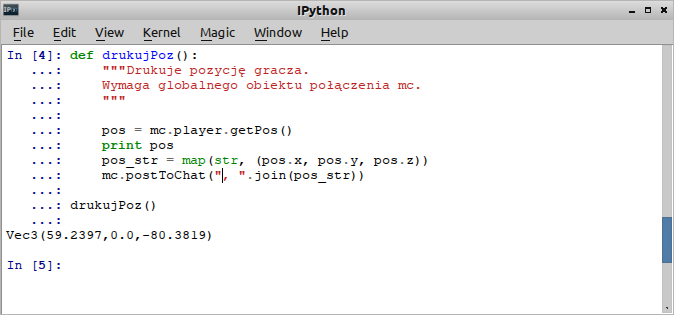 IPython
File Edit View Kernel Magic Window Help
In [4]: def drukujPoz():
   ...:     """Drukuje pozycję gracza.
   ...:     Wymaga globalnego obiektu połączenia mc.
   ...:     """
   ...:
   ...:     pos = mc.player.getPos()
   ...:     print pos
   ...:     pos_str = map(str, (pos.x, pos.y, pos.z))
   ...:     mc.postToChat(", ".join(pos_str))
   ...:
   ...: drukujPoz()
   ...:
Vec3(59.2397,0.0,-80.3819)
In [5]: